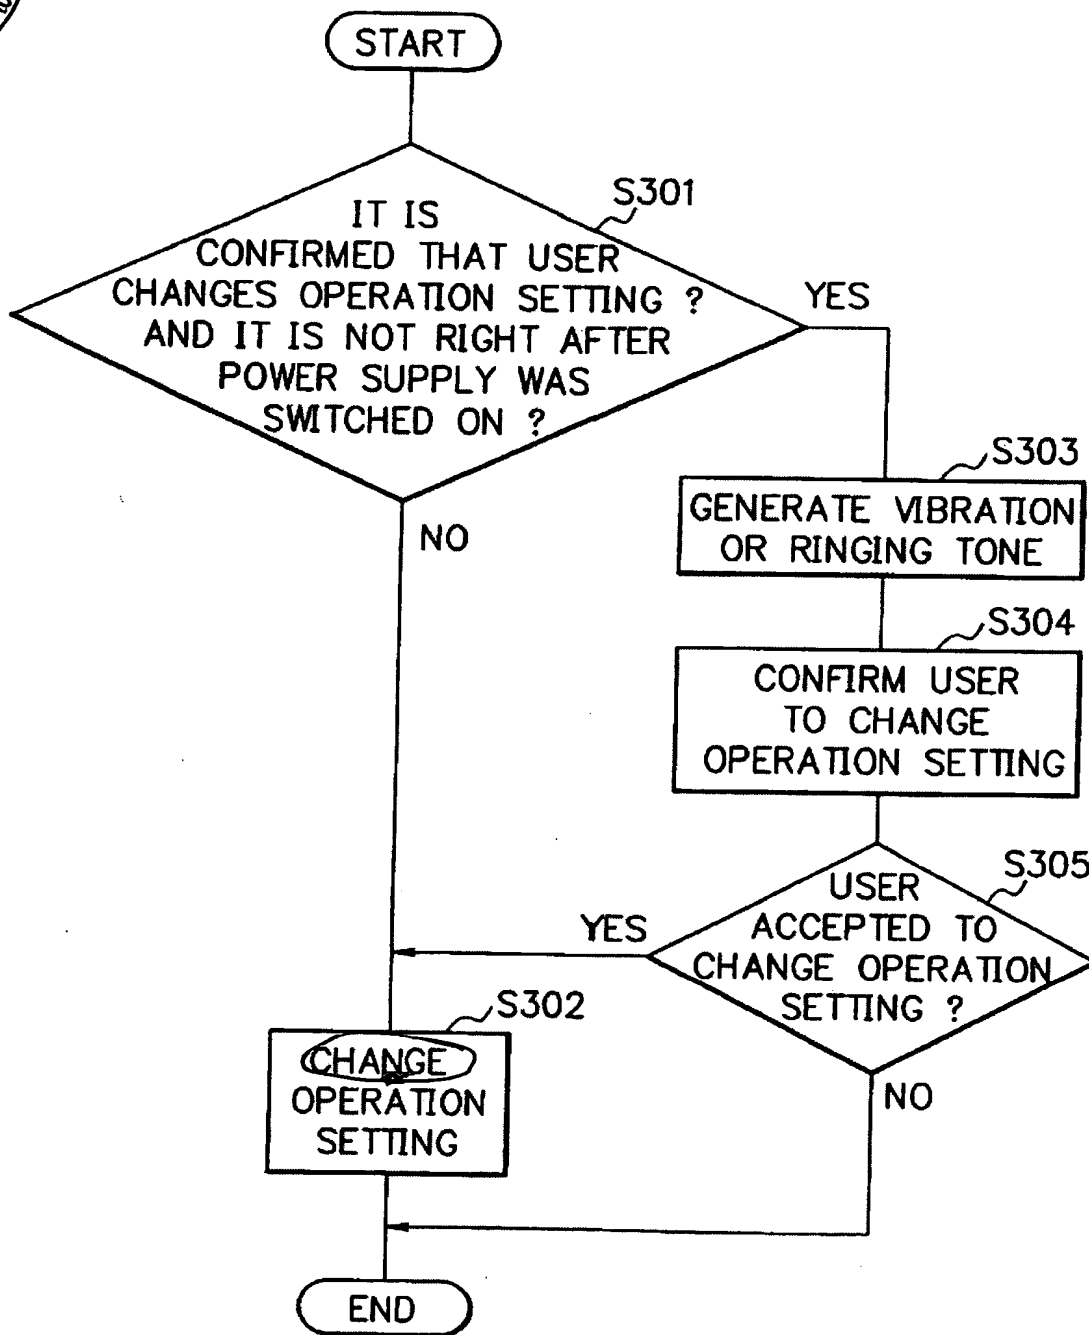 START
S301
IT IS
CONFIRMED THAT USER
CHANGES OPERATION SETTING ?
AND IT IS NOT RIGHT AFTER
POWER SUPPLY WAS
SWITCHED ON ?
YES
NO
S303
GENERATE VIBRATION
OR RINGING TONE
S304
CONFIRM USER
TO CHANGE
OPERATION SETTING
S305
USER
ACCEPTED TO
CHANGE OPERATION
SETTING ?
YES
NO
S302
CHANGE
OPERATION
SETTING
END